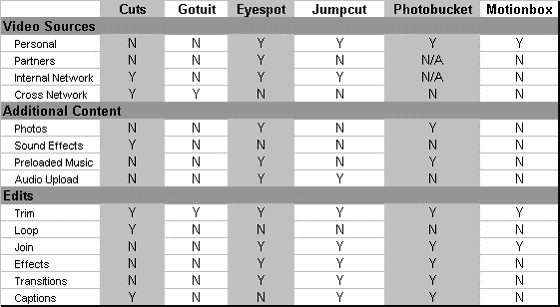 Cuts Gotuit Eyespot Jumpcut Photobucket Motionbox
Video Sources
Personal N N Y Y Y Y
Partners N N Y N N/A N
Internal Network Y N Y Y N/A N
Cross Network Y Y N N N N
Additional Content
Photos N N Y N Y N
Sound Effects Y N N N N N
Preloaded Music N N Y N Y N
Audio Upload N N Y Y N N
Edits
Trim Y Y Y Y Y Y
Loop Y N N N N N
Join N N Y Y Y Y
Effects N N Y Y Y N
Transitions N N Y Y Y N
Captions Y N N Y Y N